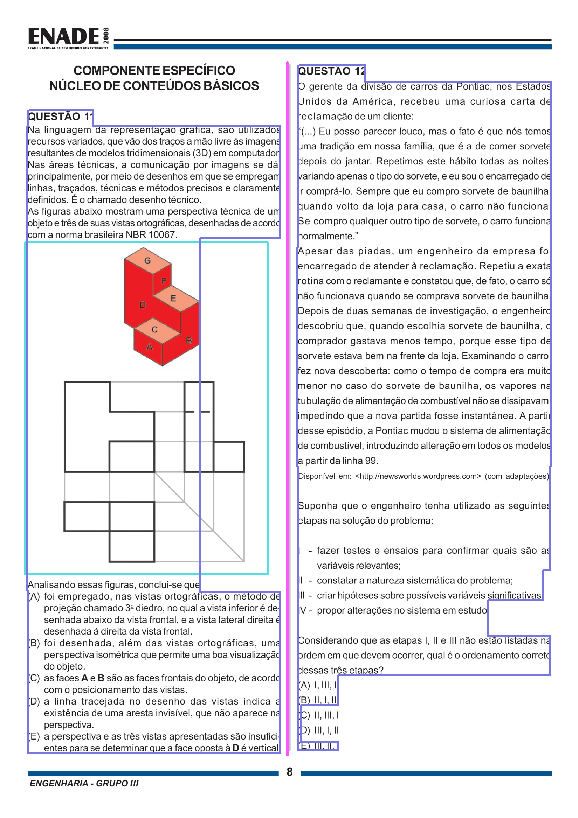 ENADE 2008
EXAME NACIONAL DE DESEMPENHO DOS ESTUDANTES
COMPONENTE ESPECÍFICO
NÚCLEO DE CONTEÚDOS BÁSICOS
QUESTÃO 11
Na linguagem da representação gráfica, são utilizados
recursos variados, que vão dos traços a mão livre às imagens
resultantes de modelos tridimensionais (3D) em computador.
Nas áreas técnicas, a comunicação por imagens se dá,
principalmente, por meio de desenhos em que se empregam
linhas, traçados, técnicas e métodos precisos e claramente
definidos. É o chamado desenho técnico.
As figuras abaixo mostram uma perspectiva técnica de um
objeto e três de suas vistas ortográficas, desenhadas de acordo
com a norma brasileira NBR 10067.
G
F
D
E
C
B
A
Analisando essas figuras, conclui-se que
(A) foi empregado, nas vistas ortográficas, o método de
projeção chamado 3º diedro, no qual a vista inferior é de-
senhada abaixo da vista frontal, e a vista lateral direita é
desenhada à direita da vista frontal.
(B) foi desenhada, além das vistas ortográficas, uma
perspectiva isométrica que permite uma boa visualização
do objeto.
(C) as faces A e B são as faces frontais do objeto, de acordo
com o posicionamento das vistas.
(D) a linha tracejada no desenho das vistas indica a
existência de uma aresta invisível, que não aparece na
perspectiva.
(E) a perspectiva e as três vistas apresentadas são insufici-
entes para se determinar que a face oposta à D é vertical.
QUESTÃO 12
O gerente da divisão de carros da Pontiac, nos Estados
Unidos da América, recebeu uma curiosa carta de
reclamação de um cliente:
"(...) Eu posso parecer louco, mas o fato é que nós temos
uma tradição em nossa família, que é a de comer sorvete
depois do jantar. Repetimos este hábito todas as noites,
variando apenas o tipo do sorvete, e eu sou o encarregado de
ir comprá-lo. Sempre que eu compro sorvete de baunilha,
quando volto da loja para casa, o carro não funciona.
Se compro qualquer outro tipo de sorvete, o carro funciona
normalmente."
Apesar das piadas, um engenheiro da empresa foi
encarregado de atender à reclamação. Repetiu a exata
rotina com o reclamante e constatou que, de fato, o carro só
não funcionava quando se comprava sorvete de baunilha.
Depois de duas semanas de investigação, o engenheiro
descobriu que, quando escolhia sorvete de baunilha, o
comprador gastava menos tempo, porque esse tipo de
sorvete estava bem na frente da loja. Examinando o carro,
fez nova descoberta: como o tempo de compra era muito
menor no caso do sorvete de baunilha, os vapores na
tubulação de alimentação de combustível não se dissipavam,
impedindo que a nova partida fosse instantânea. A partir
desse episódio, a Pontiac mudou o sistema de alimentação
de combustível, introduzindo alteração em todos os modelos
a partir da linha 99.
Disponível em: <http://newsworlds.wordpress.com> (com adaptações).
Suponha que o engenheiro tenha utilizado as seguintes
etapas na solução do problema:
I - fazer testes e ensaios para confirmar quais são as
variáveis relevantes;
II - constatar a natureza sistemática do problema;
III - criar hipóteses sobre possíveis variáveis significativas;
IV - propor alterações no sistema em estudo.
Considerando que as etapas I, II e III não estão listadas na
ordem em que devem ocorrer, qual é o ordenamento correto
dessas três etapas?
(A) I, III, II
(B) II, I, III
(C) II, III, I
(D) III, I, II
(E) III, II, I
8
ENGENHARIA - GRUPO III